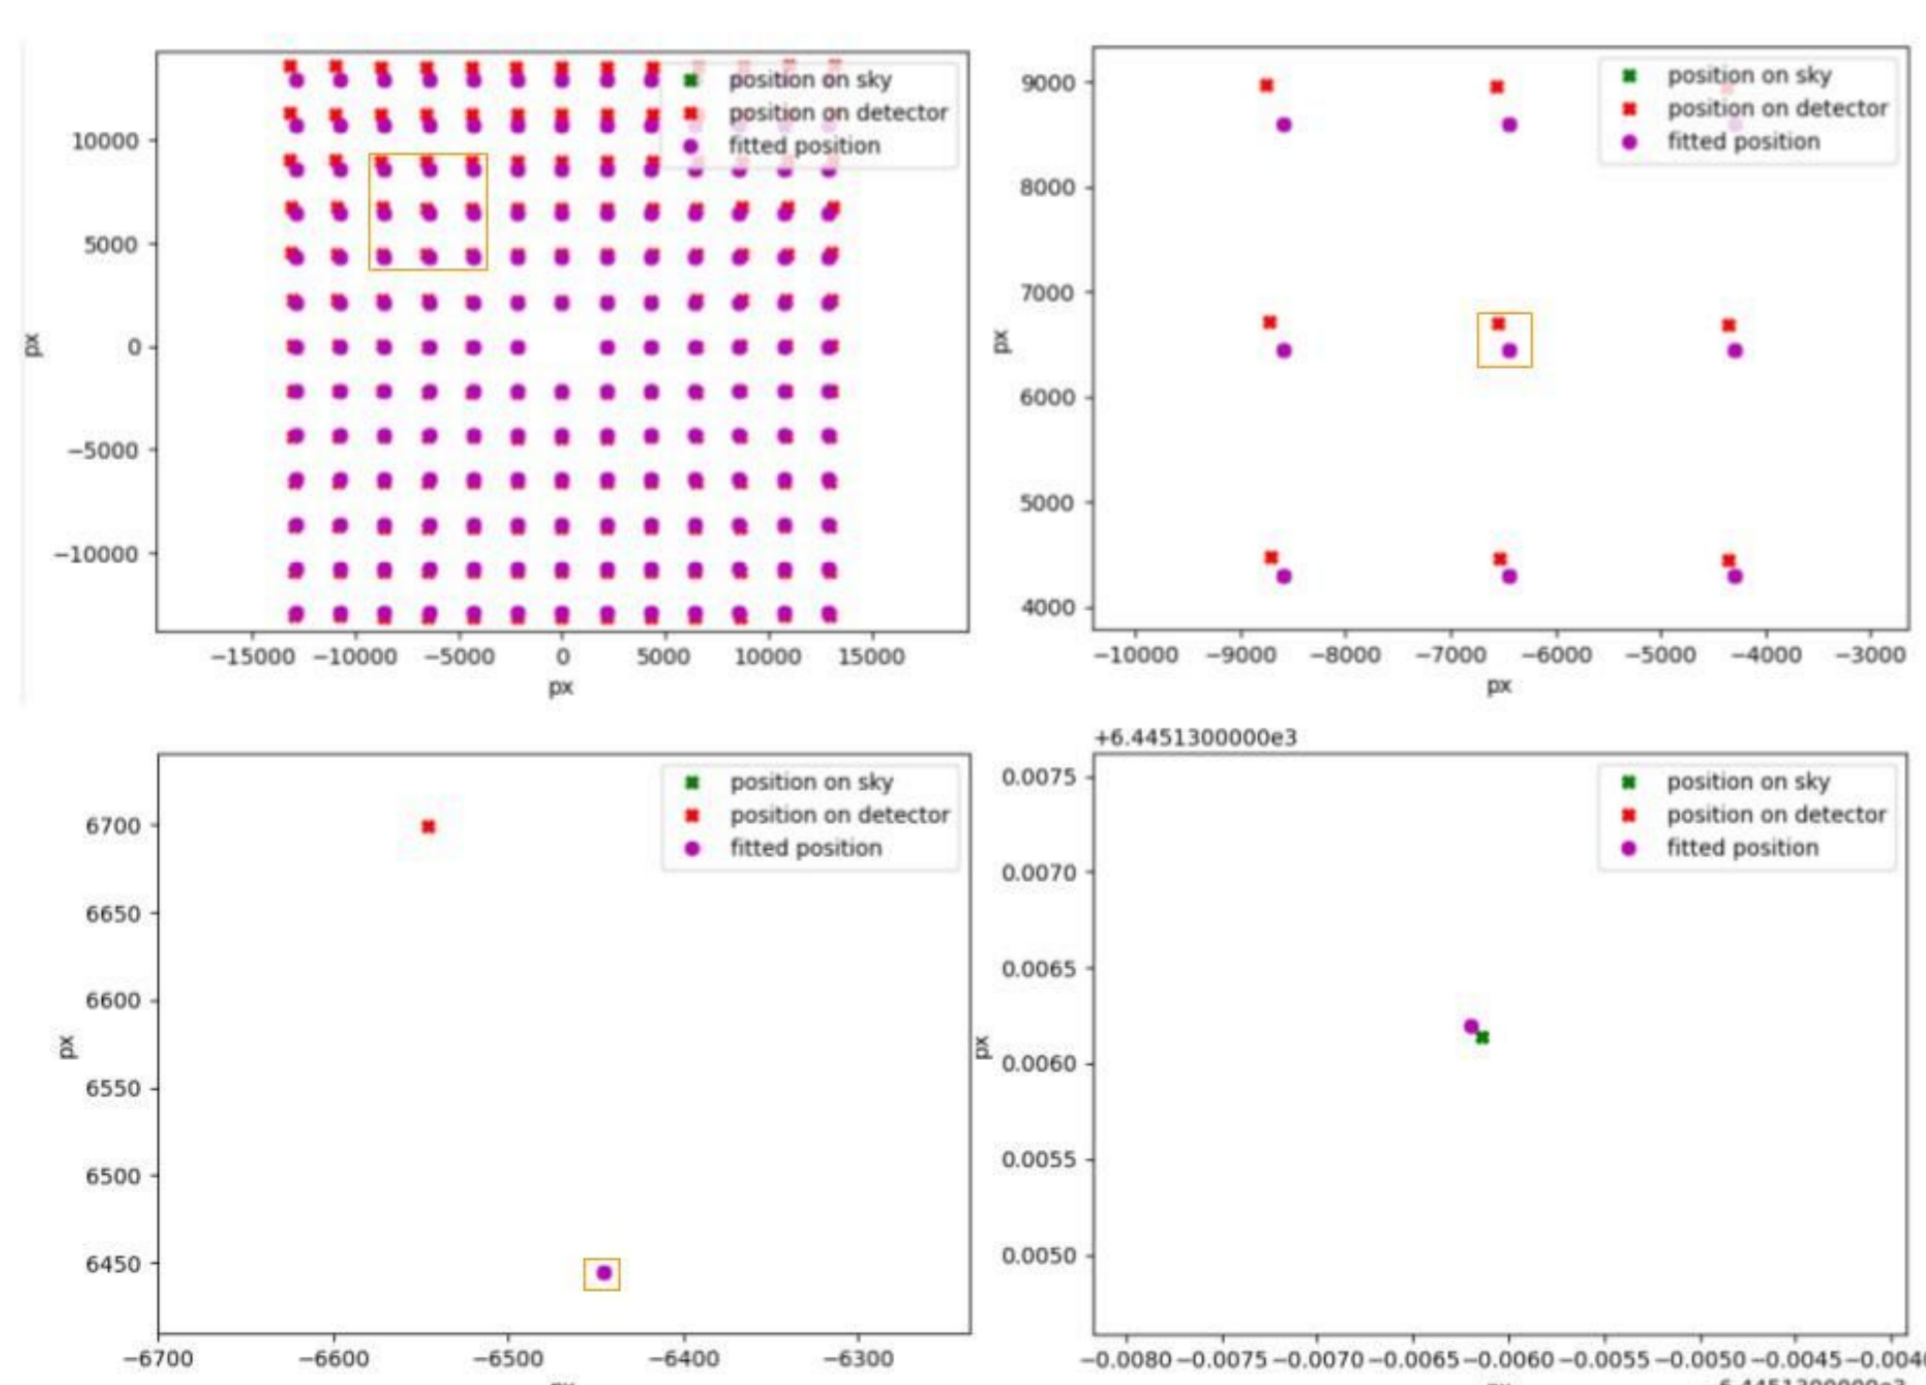 position on sky
position on detector
fitted position
10000
5000
0
−5000
−10000
px
−15000 −10000 −5000 0 5000 10000 15000
px
position on sky
position on detector
fitted position
9000
8000
7000
6000
5000
4000
px
−10000 −9000 −8000 −7000 −6000 −5000 −4000 −3000
px
position on sky
position on detector
fitted position
6700
6650
6600
6550
6500
6450
px
−6700 −6600 −6500 −6400 −6300
+6.4451300000e3
position on sky
position on detector
fitted position
0.0075
0.0070
0.0065
0.0060
0.0055
0.0050
px
−0.0080 −0.0075 −0.0070 −0.0065 −0.0060 −0.0055 −0.0050 −0.0045